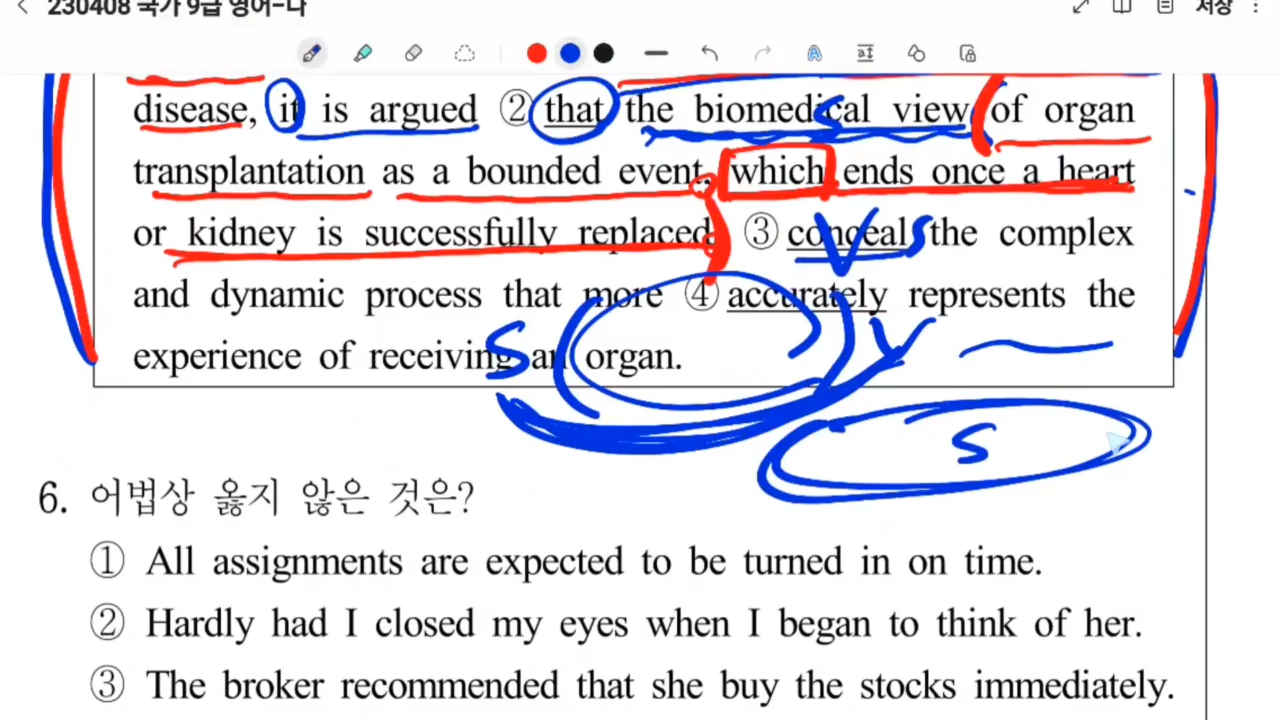 230408 국가 9급 영어-나 저장
disease, it is argued ② that the biomedical view of organ
transplantation as a bounded event, which ends once a heart
or kidney is successfully replaced, ③ conceals the complex
and dynamic process that more ④ accurately represents the
experience of receiving an organ.
S V S
S V
S
6. 어법상 옳지 않은 것은?
① All assignments are expected to be turned in on time.
② Hardly had I closed my eyes when I began to think of her.
③ The broker recommended that she buy the stocks immediately.